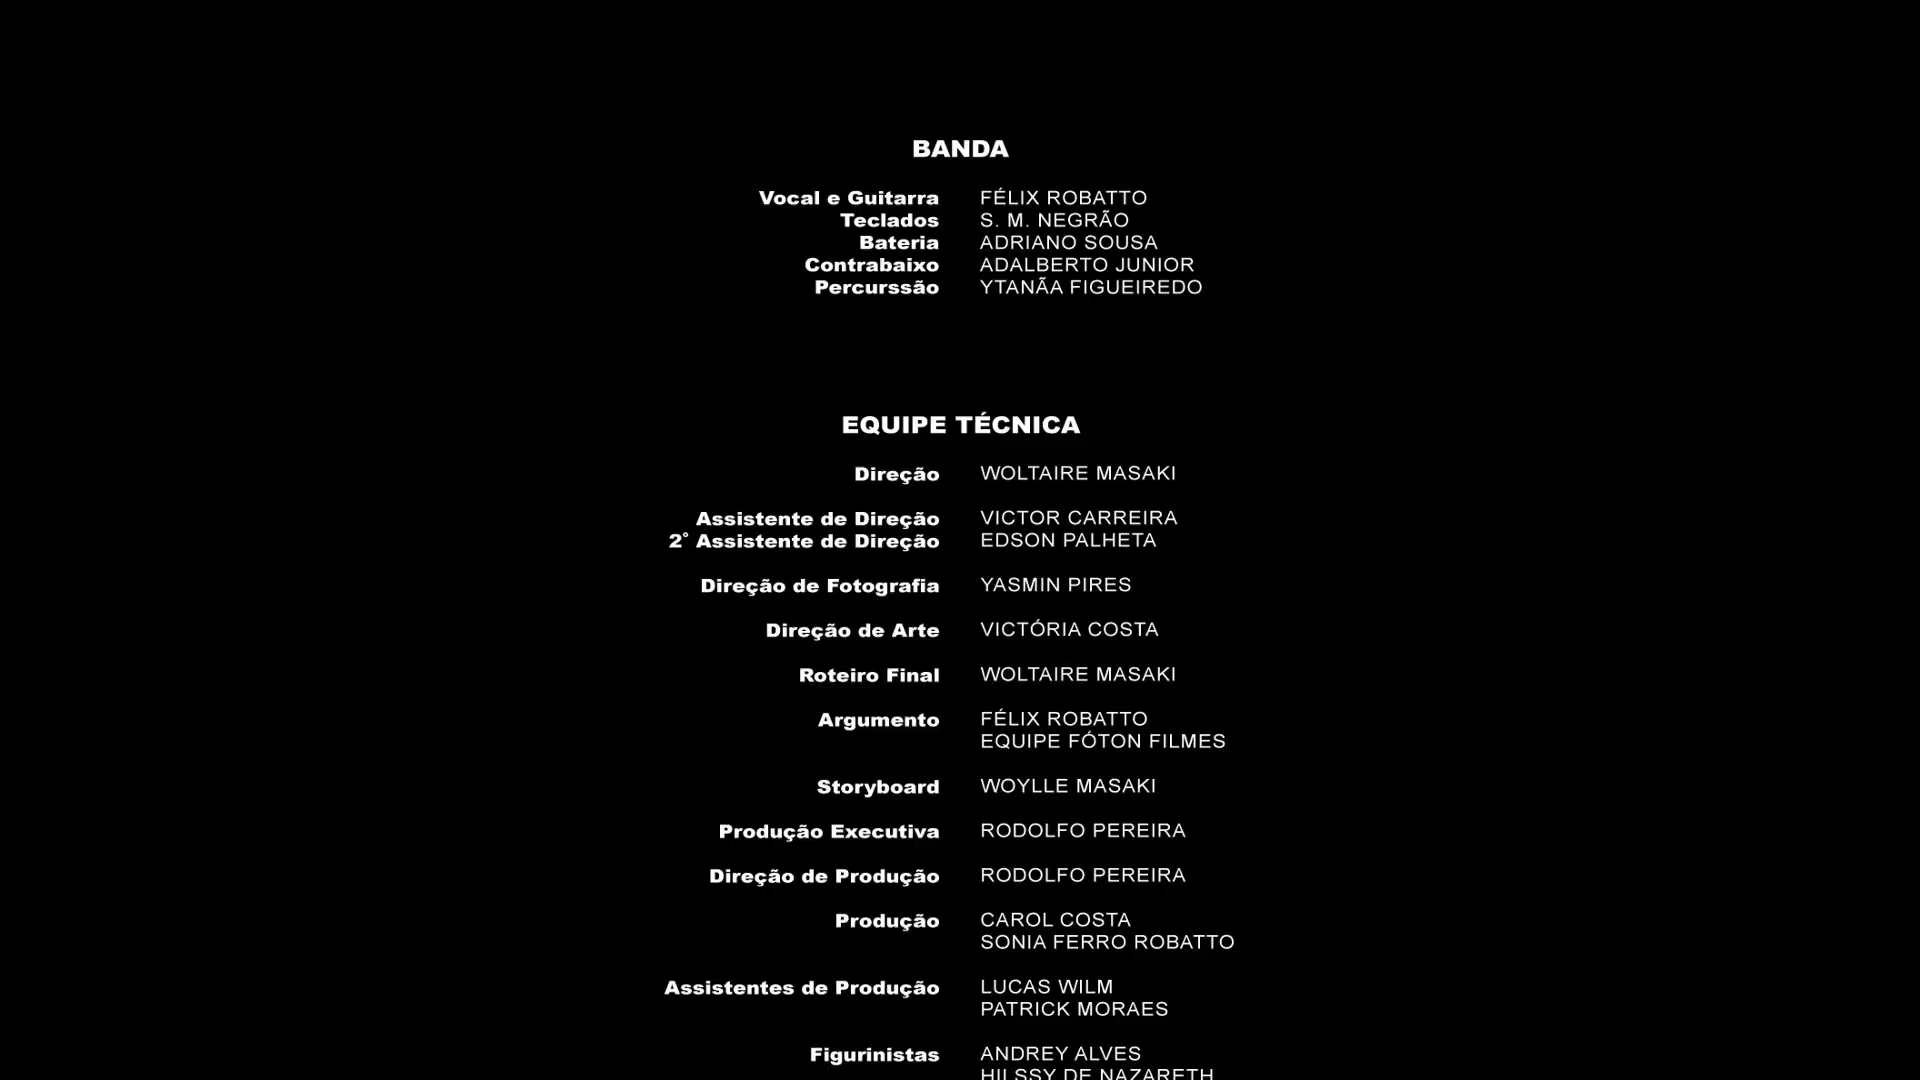 BANDA
Vocal e Guitarra FÉLIX ROBATTO
Teclados S. M. NEGRÃO
Bateria ADRIANO SOUSA
Contrabaixo ADALBERTO JUNIOR
Percurssão YTANÃA FIGUEIREDO
EQUIPE TÉCNICA
Direção WOLTAIRE MASAKI
Assistente de Direção VICTOR CARREIRA
2° Assistente de Direção EDSON PALHETA
Direção de Fotografia YASMIN PIRES
Direção de Arte VICTÓRIA COSTA
Roteiro Final WOLTAIRE MASAKI
Argumento FÉLIX ROBATTO
EQUIPE FÓTON FILMES
Storyboard WOYLLE MASAKI
Produção Executiva RODOLFO PEREIRA
Direção de Produção RODOLFO PEREIRA
Produção CAROL COSTA
SONIA FERRO ROBATTO
Assistentes de Produção LUCAS WILM
PATRICK MORAES
Figurinistas ANDREY ALVES
HILSSY DE NAZARETH